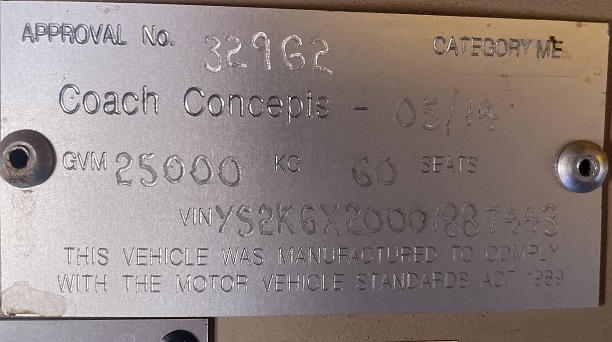 APPROVAL No. 32962 CATEGORY ME
Coach Concepts - 05/14
GVM 25000 KG 60 SEATS
VIN YS2KGX20001887443
THIS VEHICLE WAS MANUFACTURED TO COMPLY
WITH THE MOTOR VEHICLE STANDARDS ACT 1989